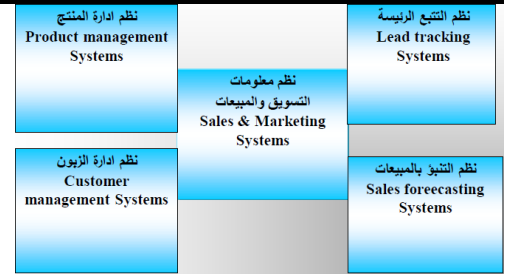 نظم ادارة المنتج
Product management
Systems
نظم التتبع الرئيسة
Lead tracking
Systems
نظم معلومات
التسويق والمبيعات
Sales & Marketing
Systems
نظم ادارة الزبون
Customer
management Systems
نظم التنبؤ بالمبيعات
Sales foreecasting
Systems